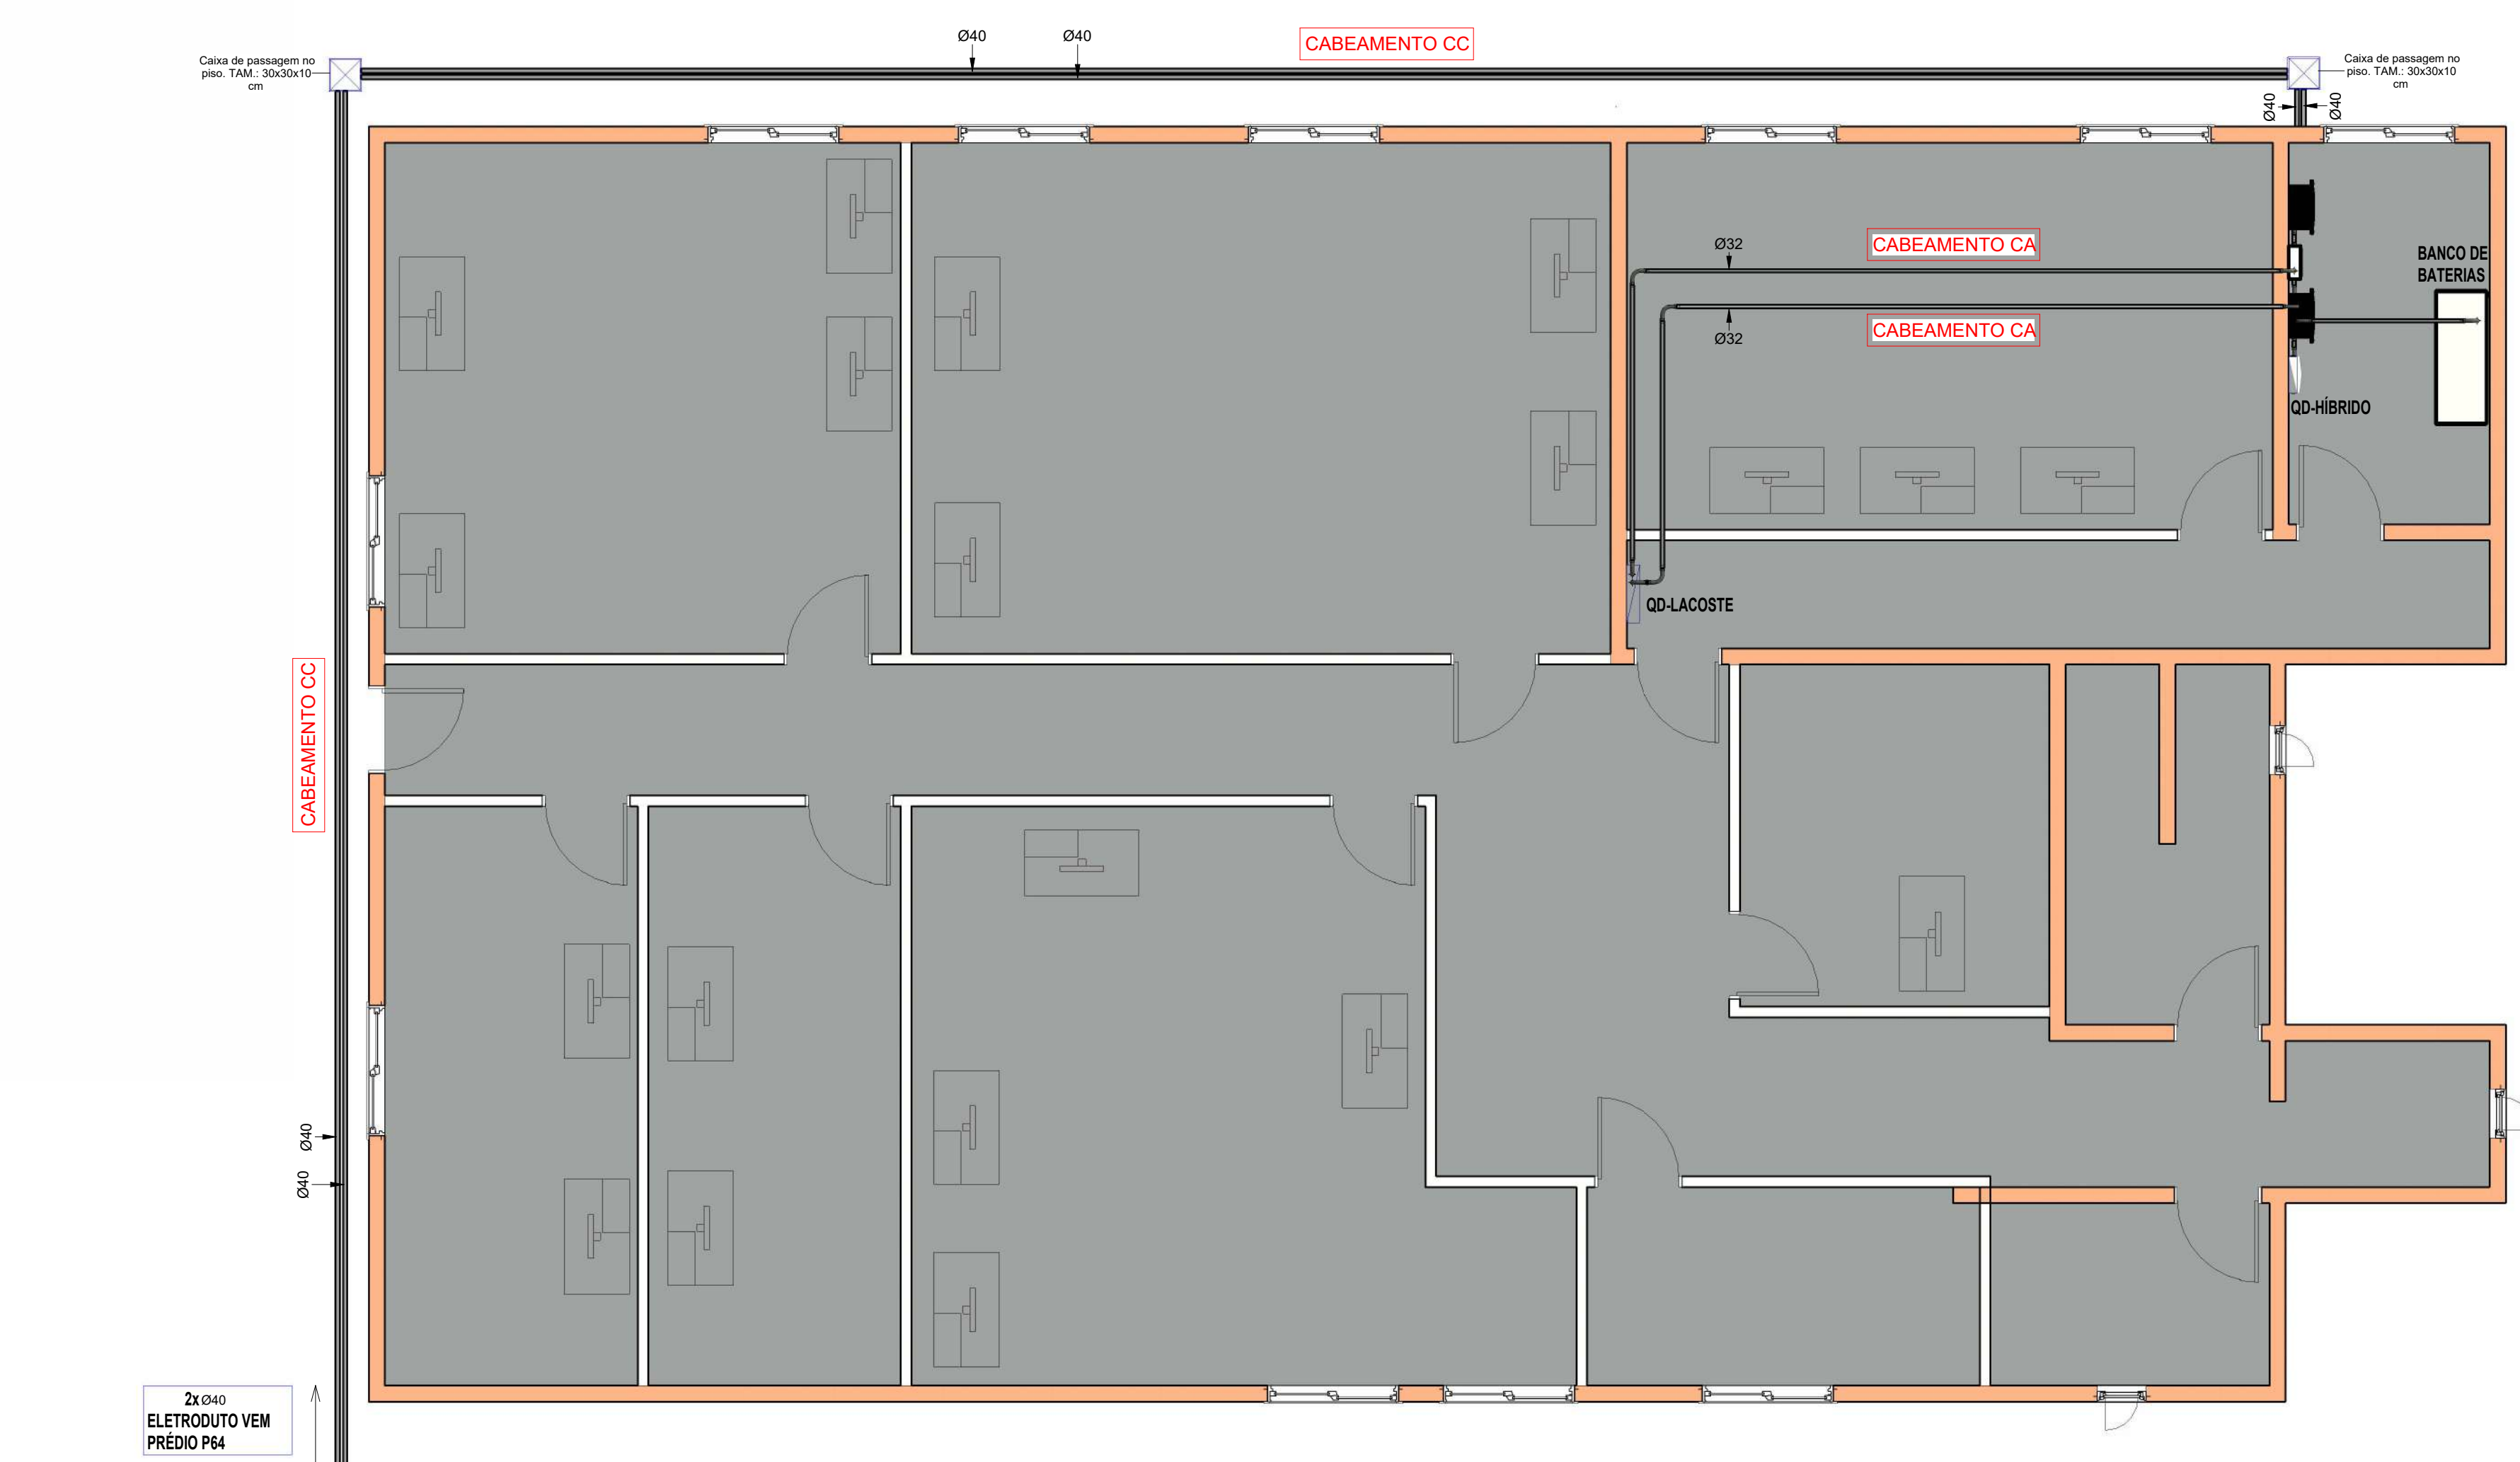 Ø40
Ø40
CABEAMENTO CC
Caixa de passagem no
piso. TAM.: 30x30x10
cm
Caixa de passagem no
piso. TAM.: 30x30x10
cm
Ø40
Ø40
Ø32
CABEAMENTO CA
BANCO DE
BATERIAS
CABEAMENTO CA
Ø32
QD-HÍBRIDO
QD-LACOSTE
CABEAMENTO CC
Ø40
Ø40
2x Ø40
ELETRODUTO VEM
PRÉDIO P64